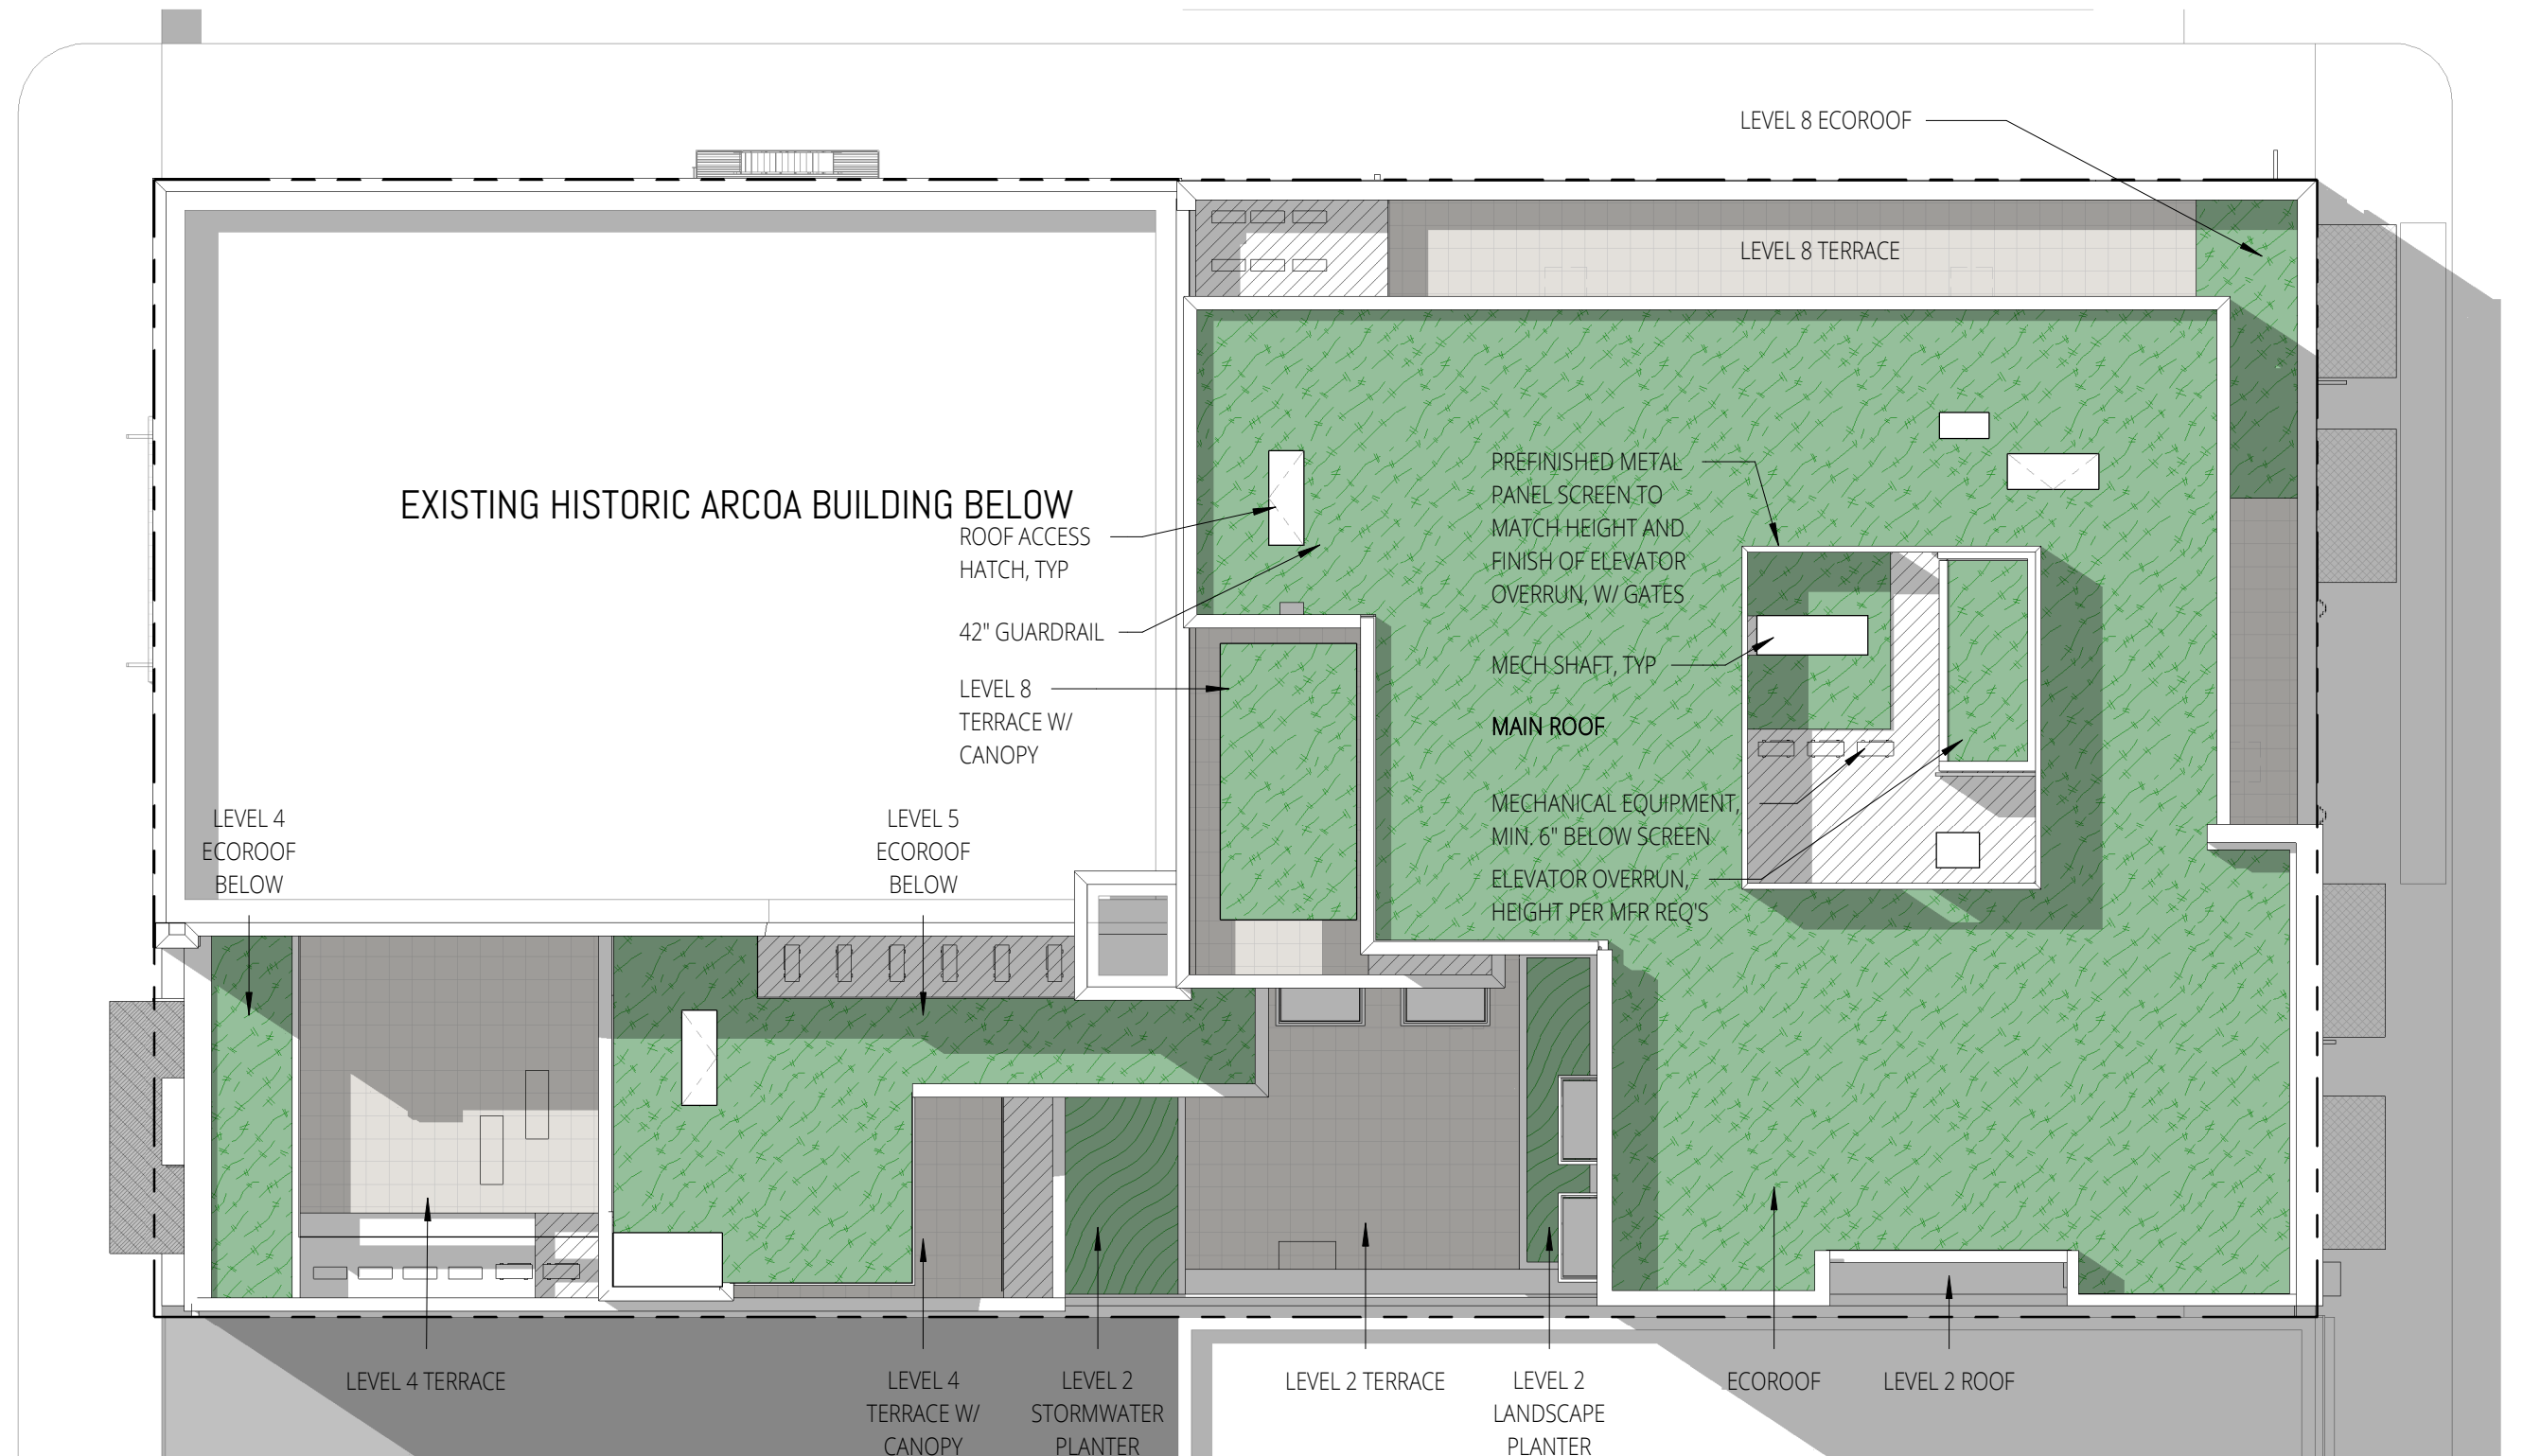 LEVEL 8 ECOROOF
LEVEL 8 TERRACE
EXISTING HISTORIC ARCOA BUILDING BELOW
ROOF ACCESS
HATCH, TYP
42" GUARDRAIL
LEVEL 8
TERRACE W/
CANOPY
PREFINISHED METAL
PANEL SCREEN TO
MATCH HEIGHT AND
FINISH OF ELEVATOR
OVERRUN, W/ GATES
MECH SHAFT, TYP
MAIN ROOF
MECHANICAL EQUIPMENT,
MIN. 6" BELOW SCREEN
ELEVATOR OVERRUN,
HEIGHT PER MFR REQ'S
LEVEL 4
ECOROOF
BELOW
LEVEL 5
ECOROOF
BELOW
LEVEL 4 TERRACE
LEVEL 4
TERRACE W/
CANOPY
LEVEL 2
STORMWATER
PLANTER
LEVEL 2 TERRACE
LEVEL 2
LANDSCAPE
PLANTER
ECOROOF
LEVEL 2 ROOF